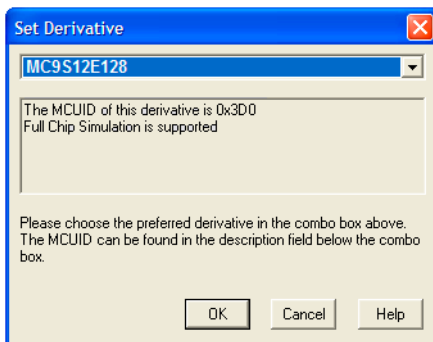 Set Derivative
MC9S12E128
The MCUID of this derivative is 0x3D0
Full Chip Simulation is supported
Please choose the preferred derivative in the combo box above.
The MCUID can be found in the description field below the combo
box.
OK Cancel Help